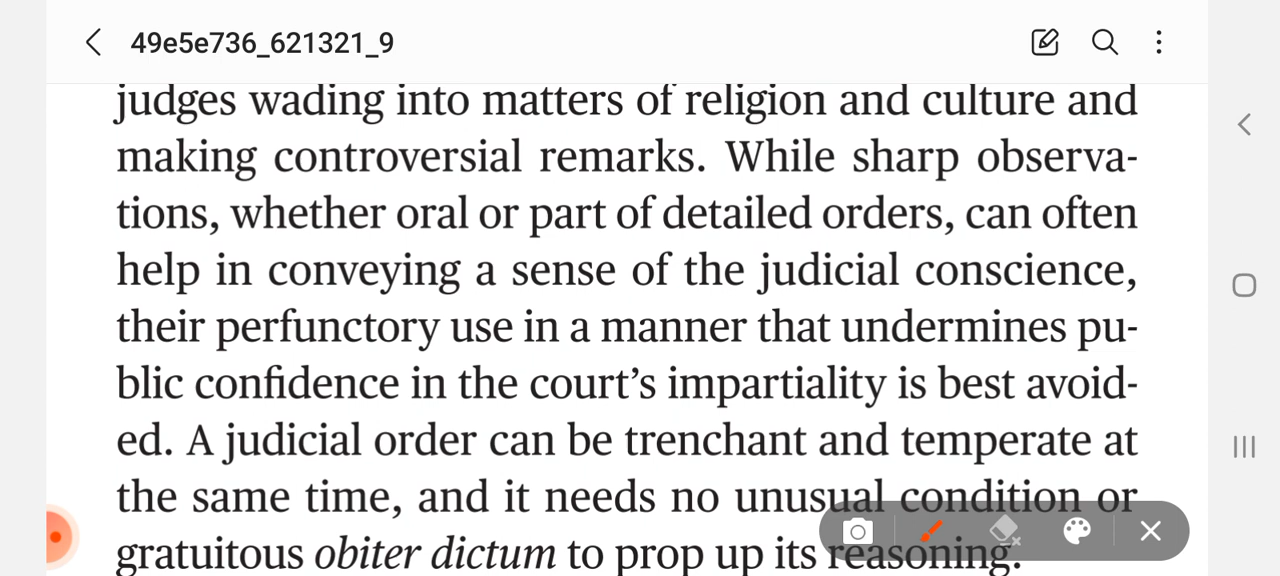 49e5e736_621321_9
judges wading into matters of religion and culture and
making controversial remarks. While sharp observa-
tions, whether oral or part of detailed orders, can often
help in conveying a sense of the judicial conscience,
their perfunctory use in a manner that undermines pu-
blic confidence in the court’s impartiality is best avoid-
ed. A judicial order can be trenchant and temperate at
the same time, and it needs no unusual condition or
gratuitous obiter dictum to prop up its reasoning.